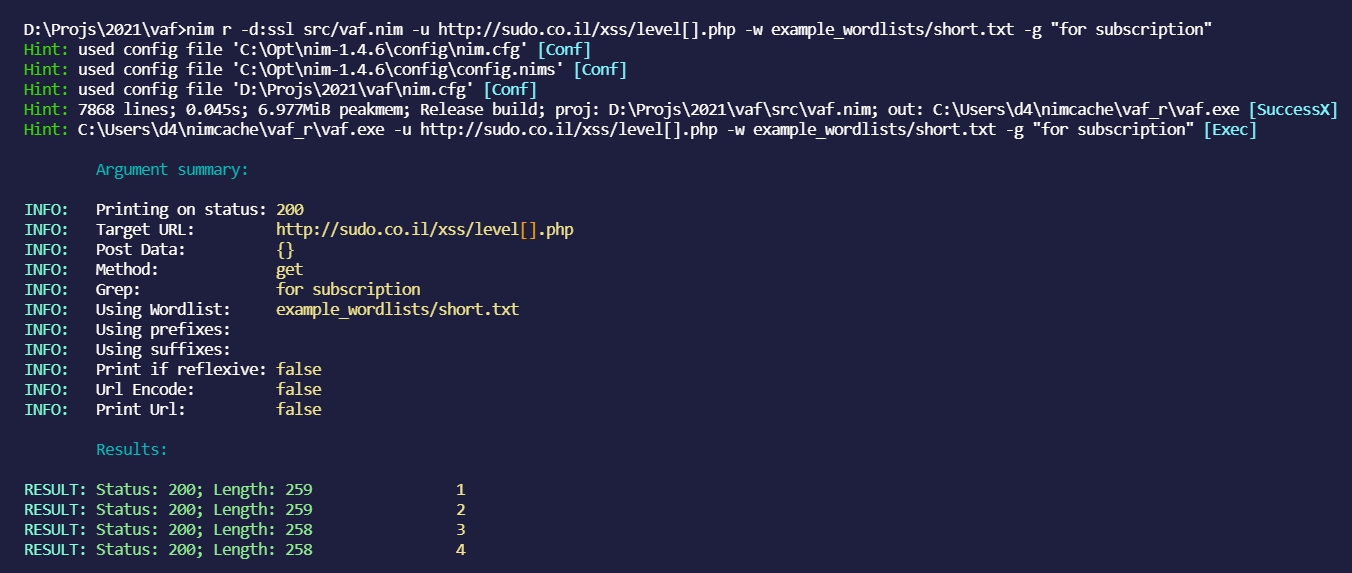 D:\Projs\2021\vaf>nim r -d:ssl src/vaf.nim -u http://sudo.co.il/xss/level[].php -w example_wordlists/short.txt -g "for subscription"
Hint: used config file 'C:\Opt\nim-1.4.6\config\nim.cfg' [Conf]
Hint: used config file 'C:\Opt\nim-1.4.6\config\config.nims' [Conf]
Hint: used config file 'D:\Projs\2021\vaf\nim.cfg' [Conf]
Hint: 7868 lines; 0.045s; 6.977MiB peakmem; Release build; proj: D:\Projs\2021\vaf\src\vaf.nim; out: C:\Users\d4\nimcache\vaf_r\vaf.exe [SuccessX]
Hint: C:\Users\d4\nimcache\vaf_r\vaf.exe -u http://sudo.co.il/xss/level[].php -w example_wordlists/short.txt -g "for subscription" [Exec]
Argument summary:
INFO: Printing on status: 200
INFO: Target URL: http://sudo.co.il/xss/level[].php
INFO: Post Data: {}
INFO: Method: get
INFO: Grep: for subscription
INFO: Using Wordlist: example_wordlists/short.txt
INFO: Using prefixes:
INFO: Using suffixes:
INFO: Print if reflexive: false
INFO: Url Encode: false
INFO: Print Url: false
Results:
RESULT: Status: 200; Length: 259 1
RESULT: Status: 200; Length: 259 2
RESULT: Status: 200; Length: 258 3
RESULT: Status: 200; Length: 258 4